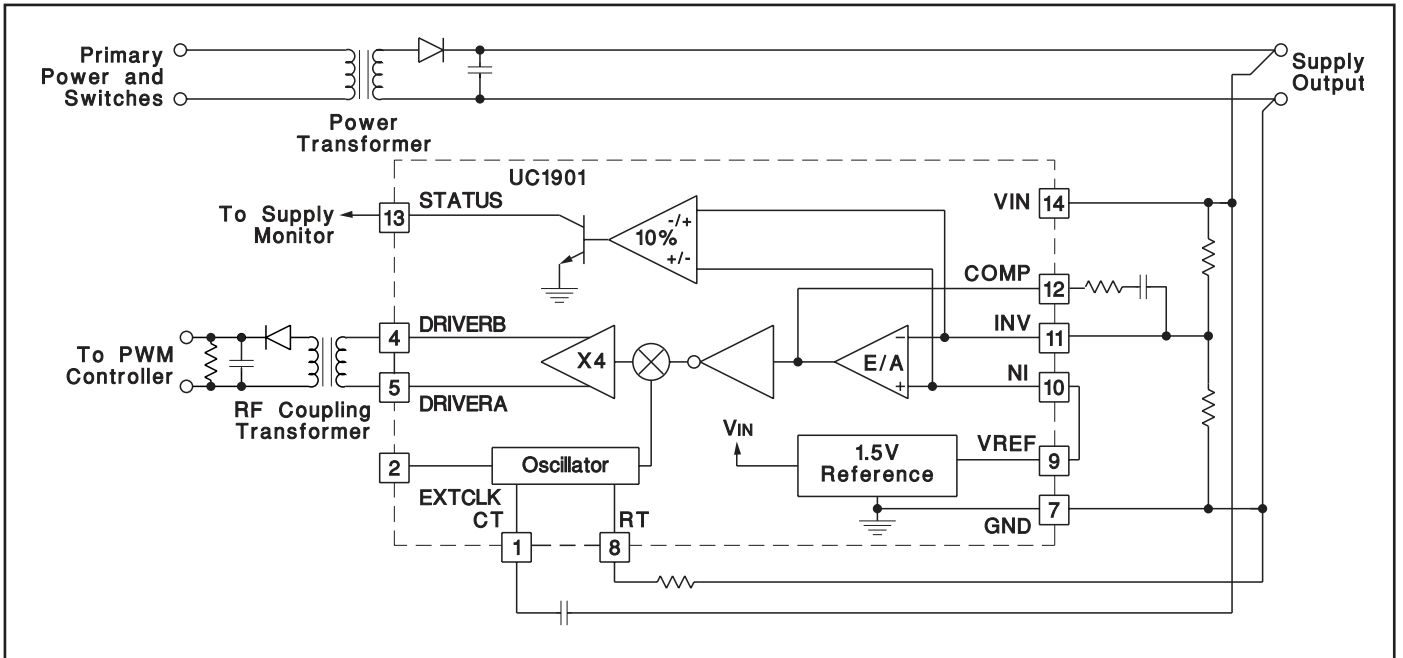 Primary
Power and
Switches
Power
Transformer
Supply
Output
UC1901
To Supply
Monitor
13
STATUS
-/+
10%
+/-
VIN
14
COMP
12
INV
11
NI
10
To PWM
Controller
4
DRIVERB
5
DRIVERA
RF Coupling
Transformer
X4
−
E/A
+
VIN
1.5V
Reference
VREF
9
2
EXTCLK
Oscillator
CT
RT
1
8
7
GND